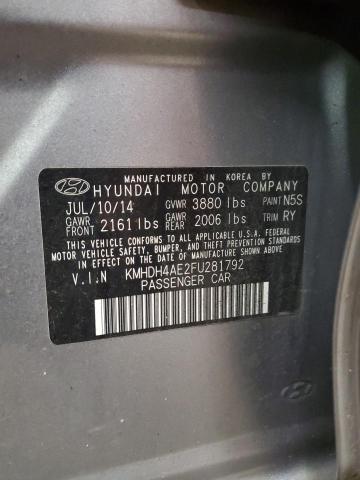 MANUFACTURED IN KOREA BY
HYUNDAI MOTOR COMPANY
JUL/10/14 GVWR 3880 lbs PAINT N5S
GAWR FRONT 2161 lbs GAWR REAR 2006 lbs TRIM RY
THIS VEHICLE CONFORMS TO ALL APPLICABLE U.S.A FEDERAL
MOTOR VEHICLE SAFETY, BUMPER, AND THEFT PREVENTION STANDARDS
IN EFFECT ON THE DATE OF MANUFACTURE SHOWN ABOVE.
V.I.N KMHDH4AE2FU281792
PASSENGER CAR